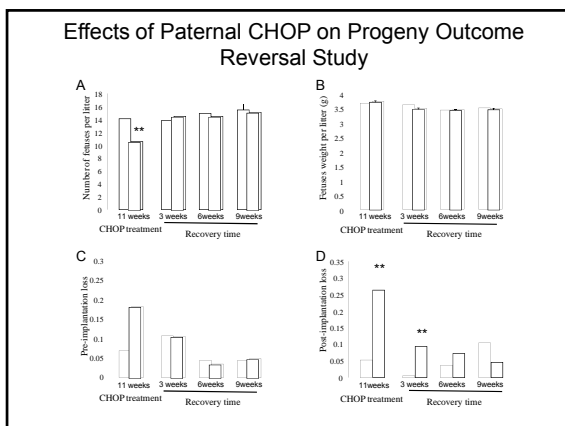 Effects of Paternal CHOP on Progeny Outcome
Reversal Study
A
Number of fetuses per litter
18
16
14
12
10
8
6
4
2
0
**
11 weeks
3 weeks
6weeks
9weeks
CHOP treatment
Recovery time
B
Fetuses weight per litter (g)
4
3.5
3
2.5
2
1.5
1
0.5
0
11 weeks
3 weeks
6weeks
9weeks
CHOP treatment
Recovery time
C
Pre-implantation loss
0.3
0.25
0.2
0.15
0.1
0.05
0
11 weeks
3 weeks
6weeks
9weeks
CHOP treatment
Recovery time
D
Post-implantation loss
0.35
0.3
0.25
0.2
0.15
0.1
0.05
0
**
**
11weeks
3 weeks
6weeks
9weeks
CHOP treatment
Recovery time